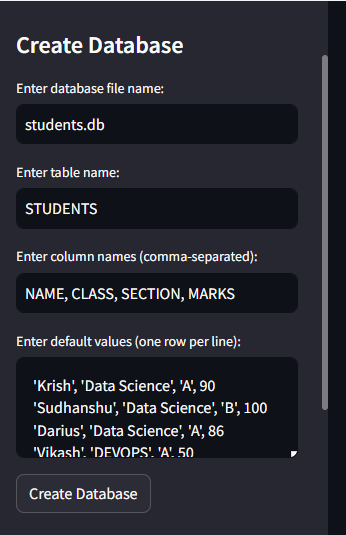 Create Database
Enter database file name:
students.db
Enter table name:
STUDENTS
Enter column names (comma-separated):
NAME, CLASS, SECTION, MARKS
Enter default values (one row per line):
'Krish', 'Data Science', 'A', 90
'Sudhanshu', 'Data Science', 'B', 100
'Darius', 'Data Science', 'A', 86
'Vikash', 'DEVOPS', 'A', 50
Create Database